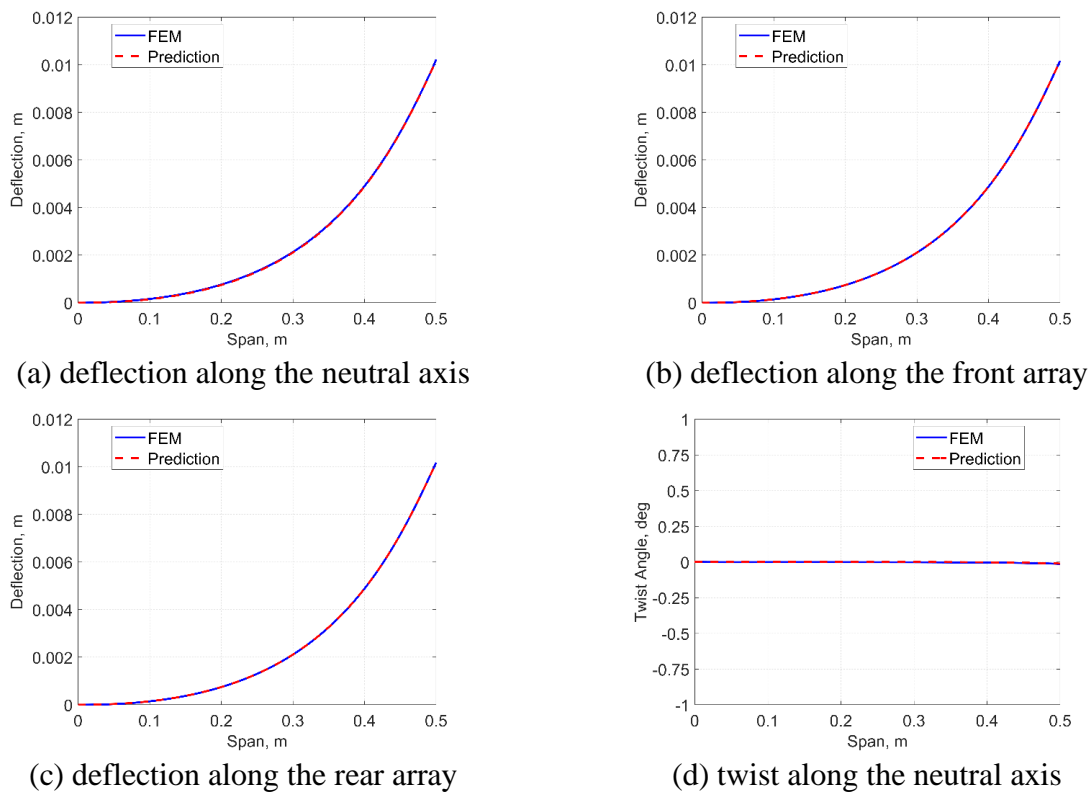 0.012
0.01
0.008
0.006
0.004
0.002
0
Deflection, m
FEM
Prediction
0 0.1 0.2 0.3 0.4 0.5
Span, m
(a) deflection along the neutral axis
0.012
0.01
0.008
0.006
0.004
0.002
0
Deflection, m
FEM
Prediction
0 0.1 0.2 0.3 0.4 0.5
Span, m
(b) deflection along the front array
0.012
0.01
0.008
0.006
0.004
0.002
0
Deflection, m
FEM
Prediction
0 0.1 0.2 0.3 0.4 0.5
Span, m
(c) deflection along the rear array
1
0.75
0.5
0.25
0
-0.25
-0.5
-0.75
-1
Twist Angle, deg
FEM
Prediction
0 0.1 0.2 0.3 0.4 0.5
Span, m
(d) twist along the neutral axis